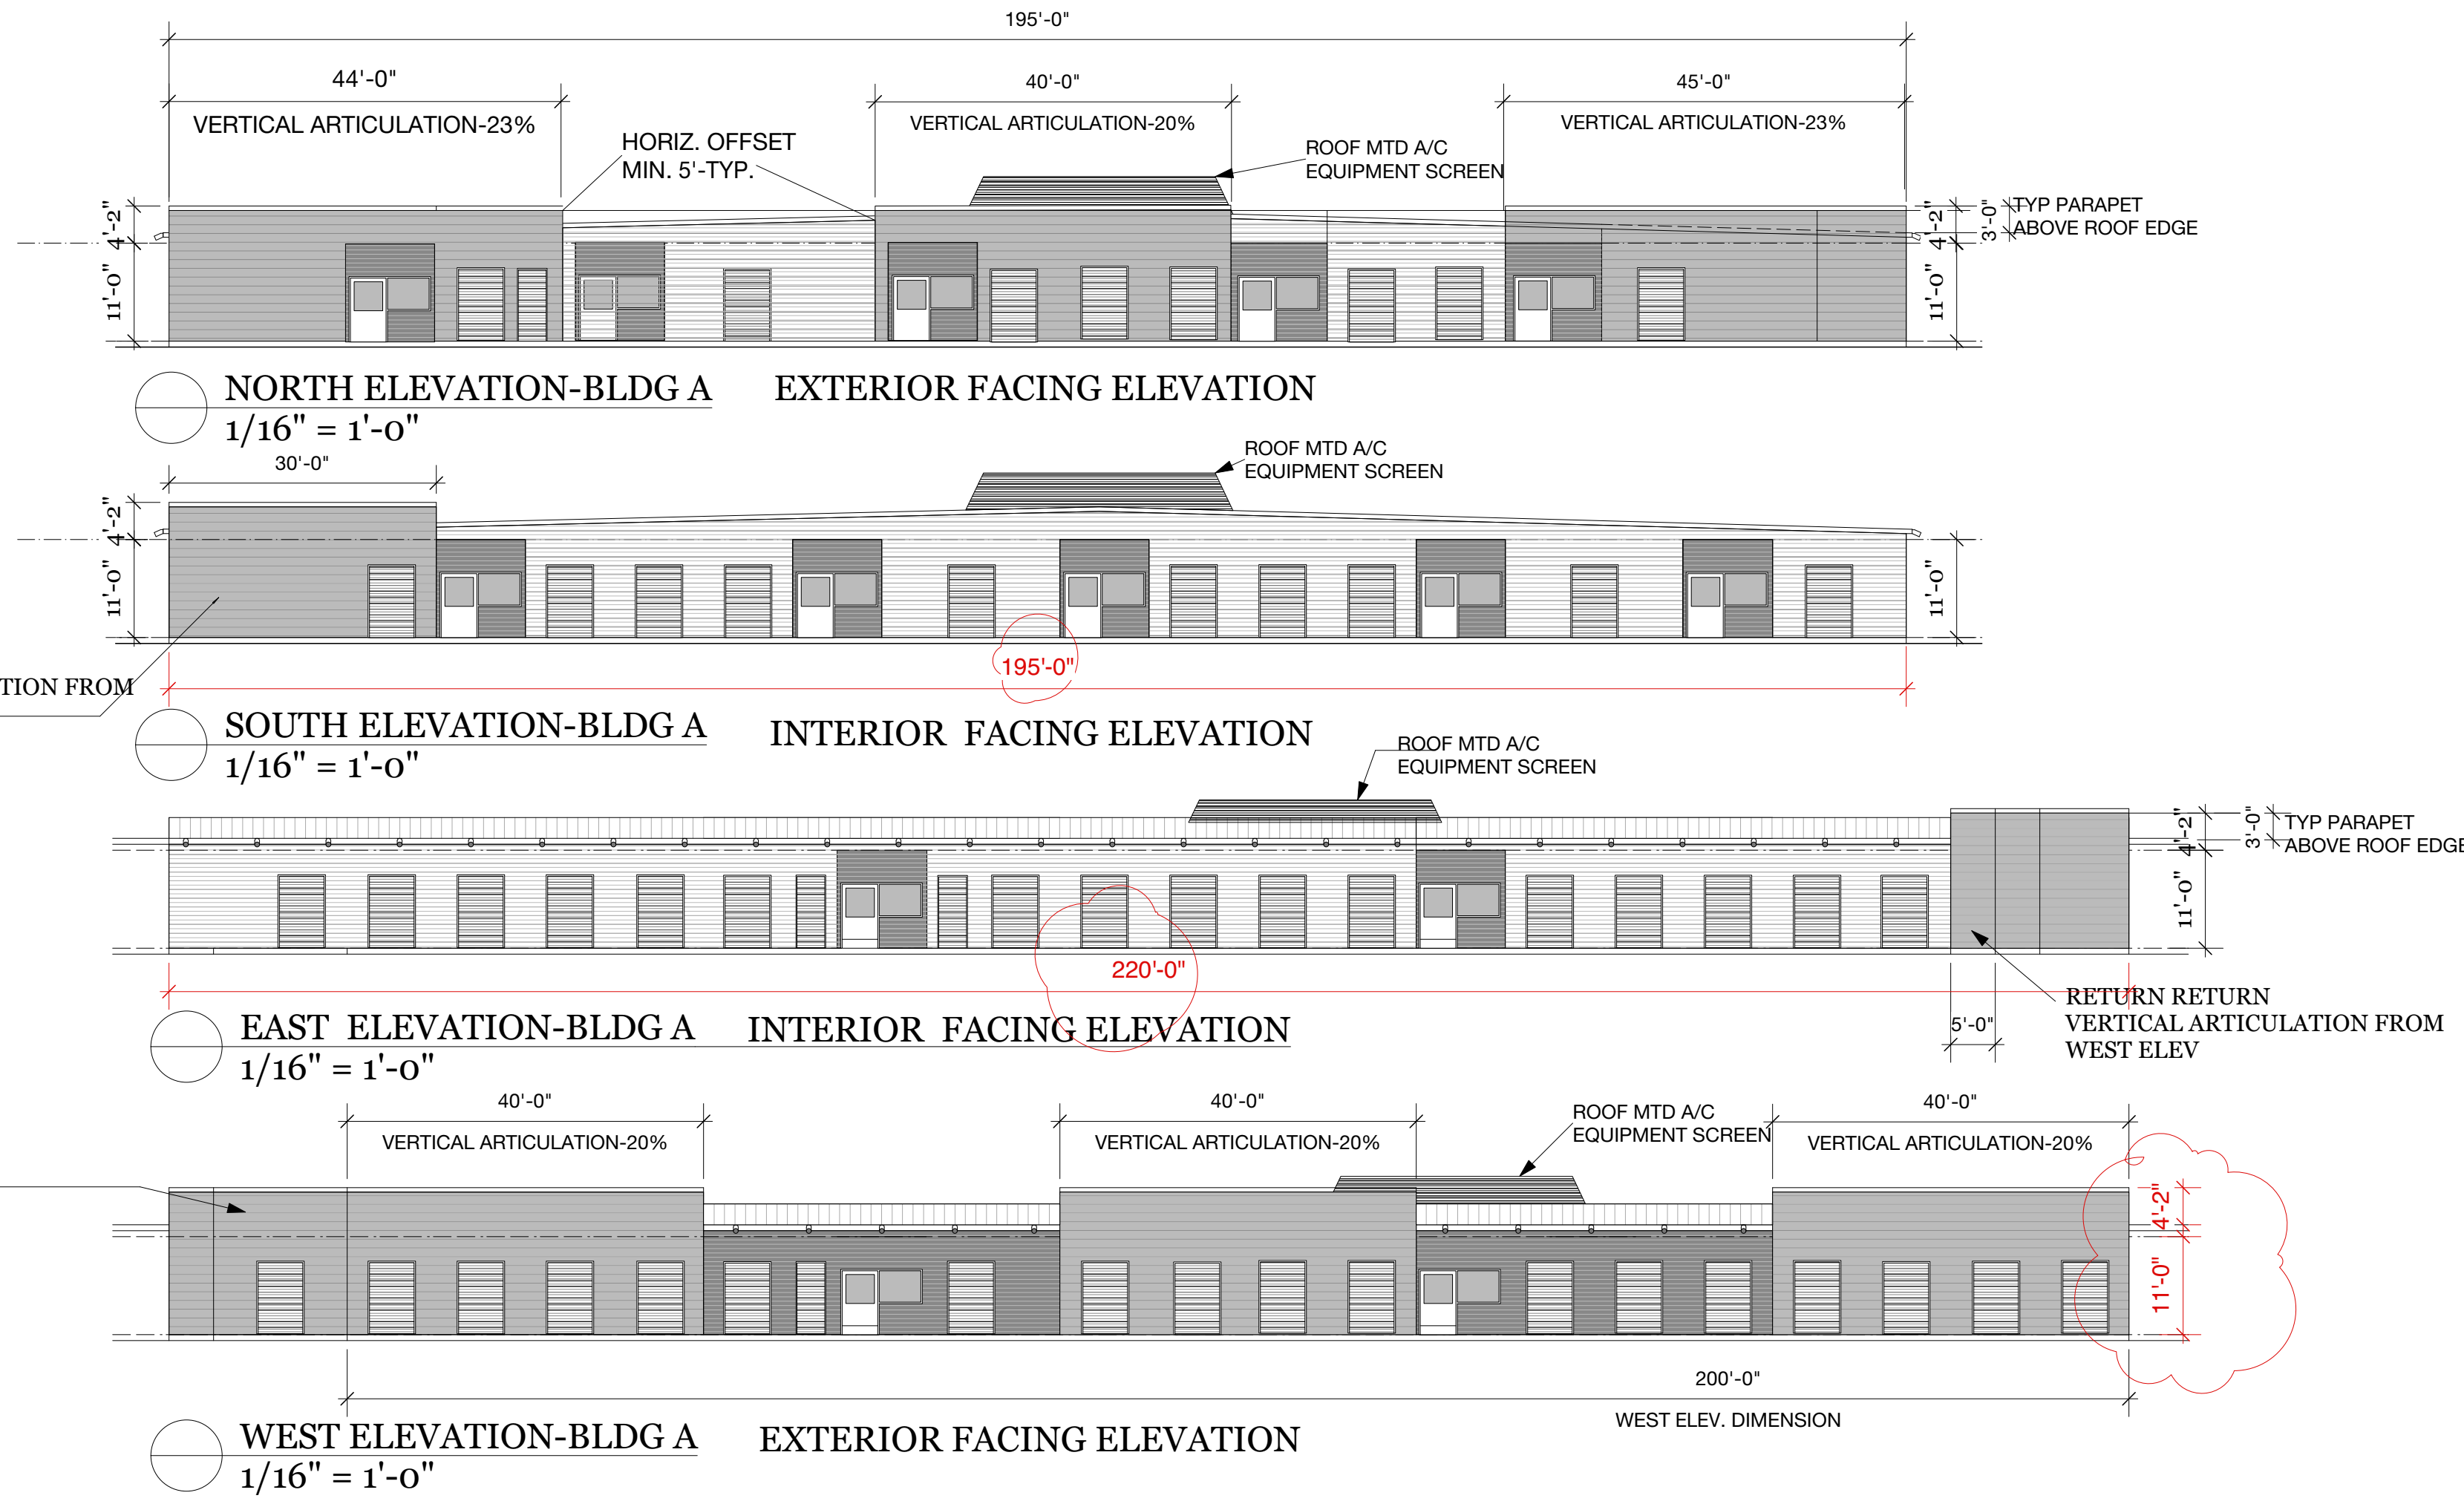 195'-0"
44'-0"
40'-0"
45'-0"
VERTICAL ARTICULATION-23%
VERTICAL ARTICULATION-20%
VERTICAL ARTICULATION-23%
HORIZ. OFFSET
MIN. 5'-TYP.
ROOF MTD A/C
EQUIPMENT SCREEN
4'-2"
11'-0"
4'-2"
11'-0"
3'-0"
TYP PARAPET
ABOVE ROOF EDGE
NORTH ELEVATION-BLDG A EXTERIOR FACING ELEVATION
1/16" = 1'-0"
30'-0"
ROOF MTD A/C
EQUIPMENT SCREEN
4'-2"
11'-0"
11'-0"
195'-0"
TION FROM
SOUTH ELEVATION-BLDG A INTERIOR FACING ELEVATION
1/16" = 1'-0"
ROOF MTD A/C
EQUIPMENT SCREEN
4'-2"
11'-0"
3'-0"
TYP PARAPET
ABOVE ROOF EDGE
220'-0"
5'-0"
RETURN RETURN
VERTICAL ARTICULATION FROM
WEST ELEV
EAST ELEVATION-BLDG A INTERIOR FACING ELEVATION
1/16" = 1'-0"
40'-0"
40'-0"
40'-0"
VERTICAL ARTICULATION-20%
VERTICAL ARTICULATION-20%
VERTICAL ARTICULATION-20%
ROOF MTD A/C
EQUIPMENT SCREEN
4'-2"
11'-0"
200'-0"
WEST ELEV. DIMENSION
WEST ELEVATION-BLDG A EXTERIOR FACING ELEVATION
1/16" = 1'-0"